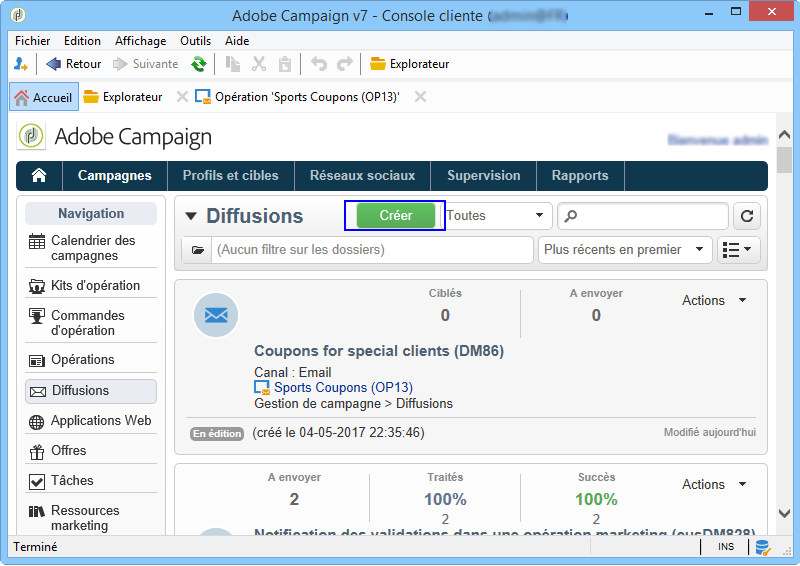 Adobe Campaign v7 - Console cliente
Fichier Edition Affichage Outils Aide
Retour Suivante Explorateur
Accueil Explorateur Opération 'Sports Coupons (OP13)'
Adobe Campaign
Bienvenue admin
Campagnes Profils et cibles Réseaux sociaux Supervision Rapports
Navigation
Calendrier des
campagnes
Kits d'opération
Commandes
d'opération
Opérations
Diffusions
Applications Web
Offres
Tâches
Ressources
marketing
Diffusions Créer Toutes
(Aucun filtre sur les dossiers) Plus récents en premier
Ciblés A envoyer
0 0 Actions
Coupons for special clients (DM86)
Canal : Email
Sports Coupons (OP13)
Gestion de campagne > Diffusions
En édition (créé le 04-05-2017 22:35:46) Modifié aujourd'hui
A envoyer Traités Succès
2 100% 100% Actions
2 2
Notification des validations dans une opération marketing (cusDM828)
Terminé INS